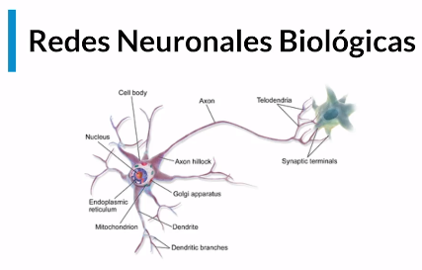 Redes Neuronales Biológicas
Cell body
Axon
Telodendria
Nucleus
Axon hillock
Synaptic terminals
Golgi apparatus
Endoplasmic
reticulum
Mitochondrion
Dendrite
Dendritic branches